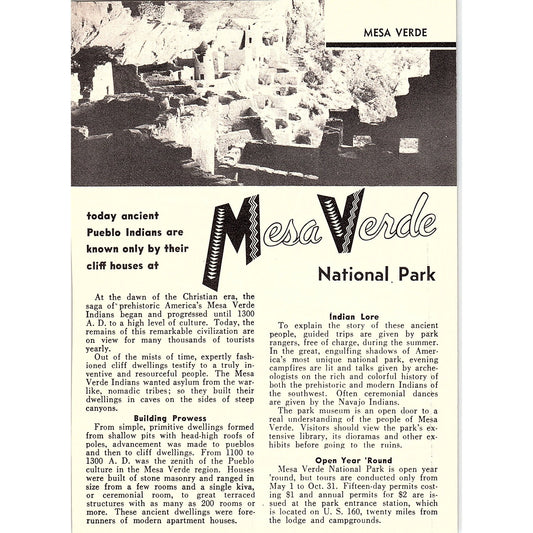 MESA VERDE
today ancient
Pueblo Indians are
known only by their
cliff houses at
Mesa Verde
National Park
At the dawn of the Christian era, the
saga of prehistoric America's Mesa Verde
Indians began and progressed until 1300
A. D. to a high level of culture. Today, the
remains of this remarkable civilization are
on view for many thousands of tourists
yearly.
Out of the mists of time, expertly fash-
ioned cliff dwellings testify to a truly in-
ventive and resourceful people. The Mesa
Verde Indians wanted asylum from the war-
like, nomadic tribes; so they built their
dwellings in caves on the sides of steep
canyons.
Building Prowess
From simple, primitive dwellings formed
from shallow pits with head-high roofs of
poles, advancement was made to pueblos
and then to cliff dwellings. From 1100 to
1300 A. D. was the zenith of the Pueblo
culture in the Mesa Verde region. Houses
were built of stone masonry and ranged in
size from a few rooms and a single kiva,
or ceremonial room, to great terraced
structures with as many as 200 rooms or
more. These ancient dwellings were fore-
runners of modern apartment houses.
Indian Lore
To explain the story of these ancient
people, guided trips are given by park
rangers, free of charge, during the summer.
In the great, engulfing shadows of Amer-
ica's most unique national park, evening
campfires are lit and talks given by arche-
ologists on the rich and colorful history of
both the prehistoric and modern Indians of
the southwest. Often ceremonial dances
are given by the Navajo Indians.
The park museum is an open door to a
real understanding of the people of Mesa
Verde. Visitors should view the park's ex-
tensive library, its dioramas and other ex-
hibits before going to the ruins.
Open Year 'Round
Mesa Verde National Park is open year
'round, but tours are conducted only from
May 1 to Oct. 31. Fifteen-day permits cost-
ing $1 and annual permits for $2 are is-
sued at the park entrance station, which
is located on U. S. 160, twenty miles from
the lodge and campgrounds.